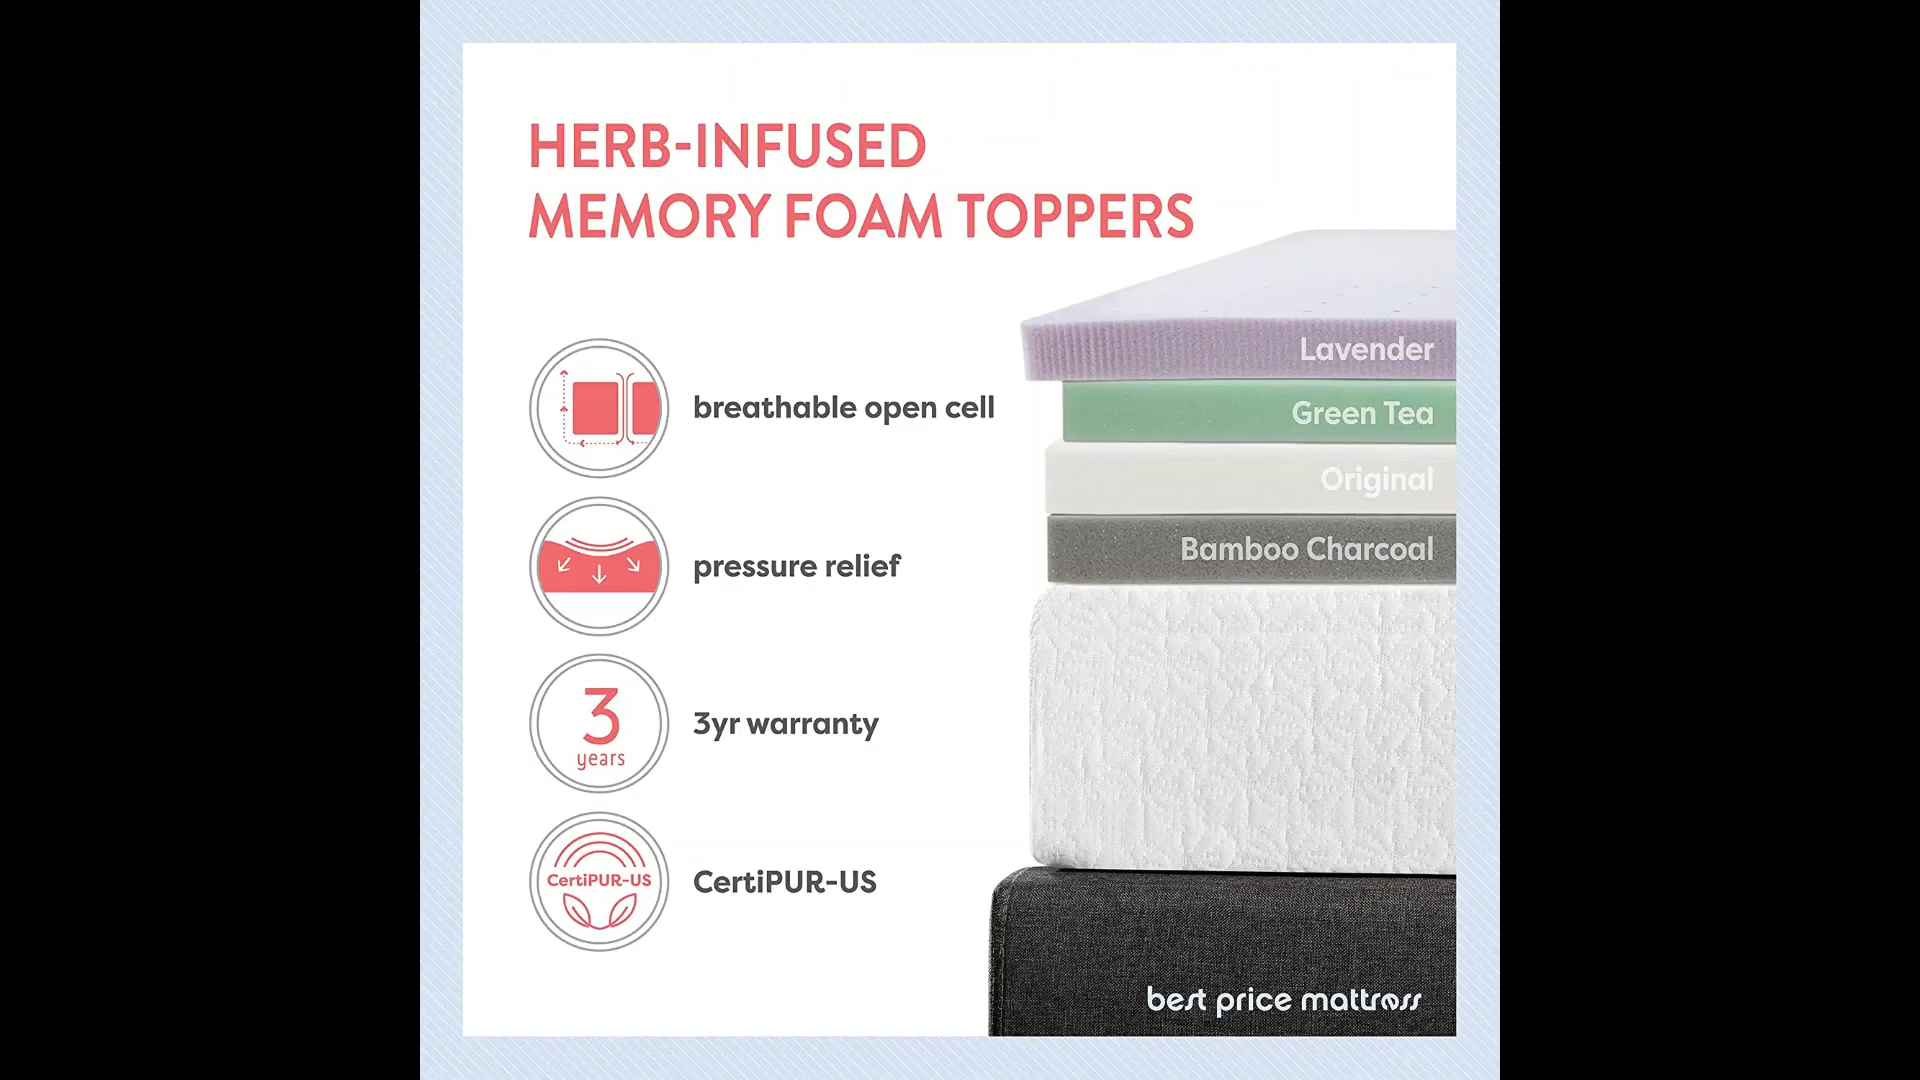 HERB-INFUSED
MEMORY FOAM TOPPERS
breathable open cell
pressure relief
3
years
3yr warranty
CertiPUR-US
CertiPUR-US
Lavender
Green Tea
Original
Bamboo Charcoal
best price mattress